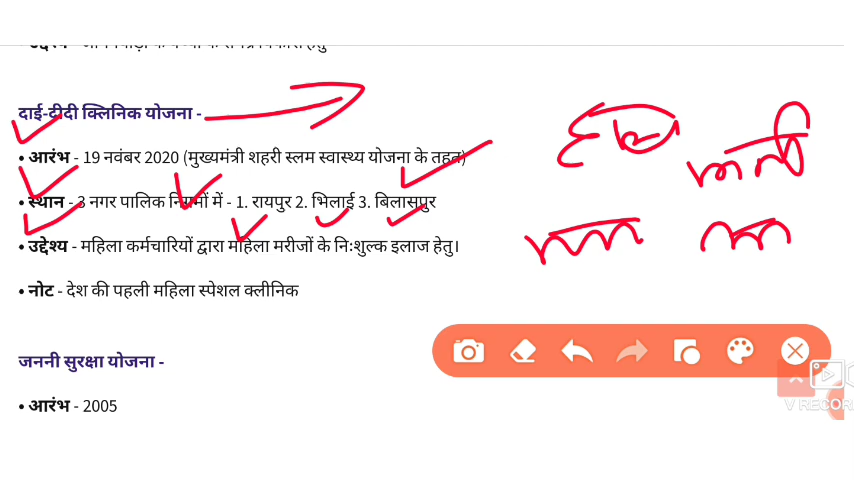 दाई-दीदी क्लिनिक योजना -
• आरंभ - 19 नवंबर 2020 (मुख्यमंत्री शहरी स्लम स्वास्थ्य योजना के तहत)
• स्थान - 3 नगर पालिक निगमों में - 1. रायपुर 2. भिलाई 3. बिलासपुर
• उद्देश्य - महिला कर्मचारियों द्वारा महिला मरीजों के निःशुल्क इलाज हेतु।
• नोट - देश की पहली महिला स्पेशल क्लीनिक
जननी सुरक्षा योजना -
V RECOR
• आरंभ - 2005